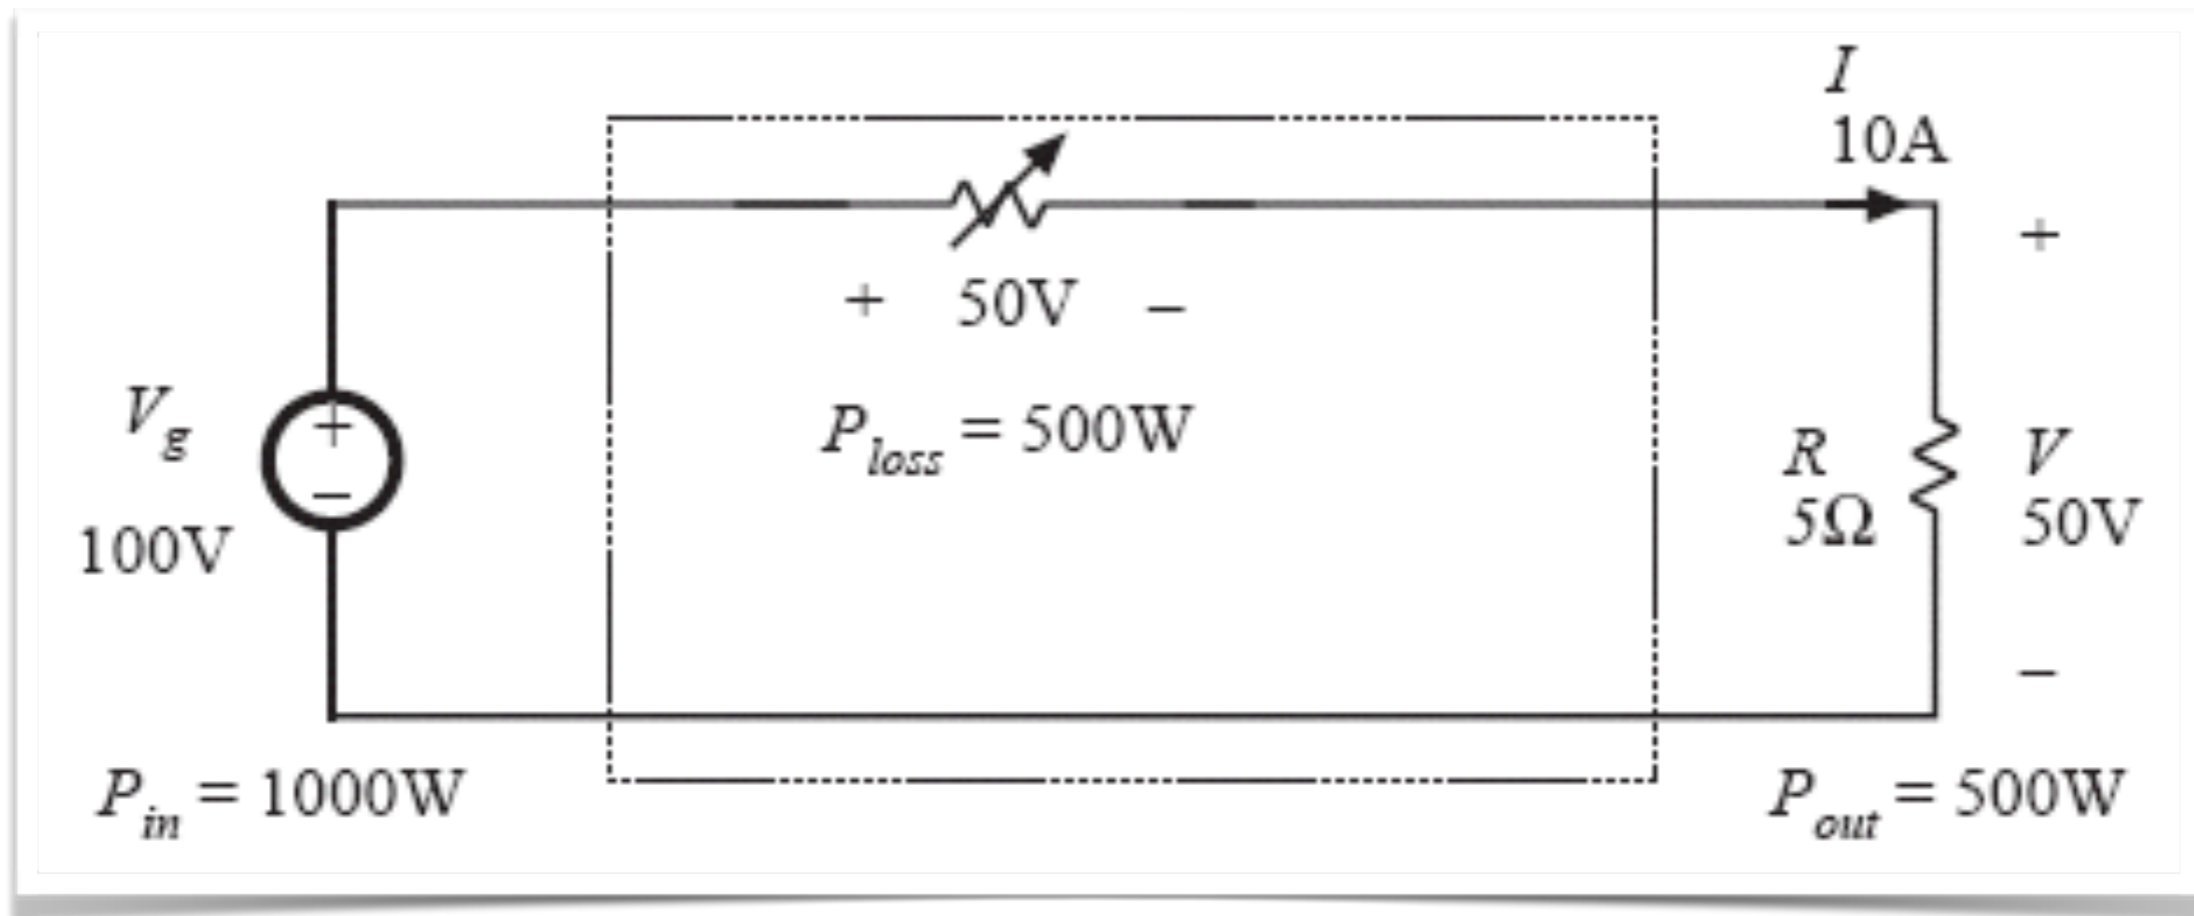 I
10A
+ 50V −
P_loss = 500W
V_g
+
−
100V
+
R
5Ω
V
50V
−
P_in = 1000W
P_out = 500W